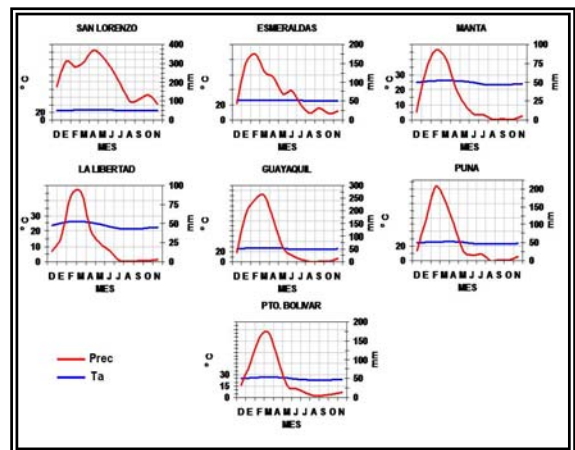 SAN LORENZO
ESMERALDAS
MANTA
400
300
200
100
0
20
0
° C
mm
D E F M A M J J A S O N
MES
200
150
100
50
0
20
0
° C
mm
D E F M A M J J A S O N
MES
100
75
50
25
0
30
20
10
0
° C
mm
D E F M A M J J A S O N
MES
LA LIBERTAD
GUAYAQUIL
PUNA
100
75
50
25
0
30
20
10
0
° C
mm
D E F M A M J J A S O N
MES
300
250
200
150
100
50
0
20
0
° C
mm
D E F M A M J J A S O N
MES
200
150
100
50
0
20
0
° C
mm
D E F M A M J J A S O N
MES
PTO. BOLIVAR
200
150
100
50
0
30
15
0
° C
mm
D E F M A M J J A S O N
MES
Prec
Ta